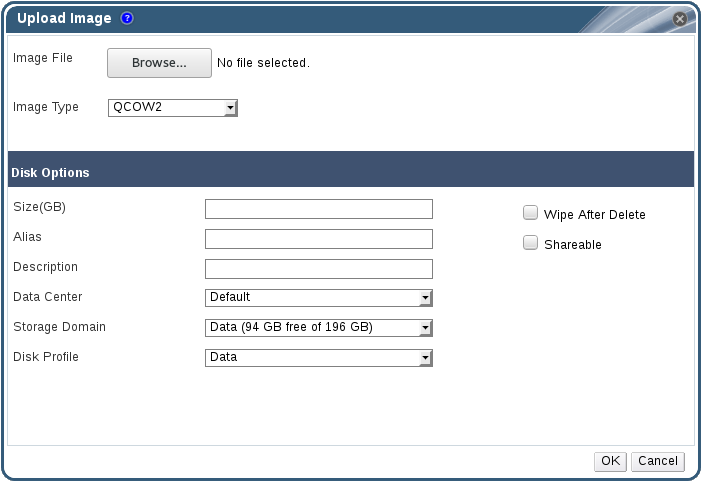 Upload Image ?
Image File Browse... No file selected.
Image Type QCOW2
Disk Options
Size(GB) Wipe After Delete
Alias Shareable
Description
Data Center Default
Storage Domain Data (94 GB free of 196 GB)
Disk Profile Data
OK Cancel